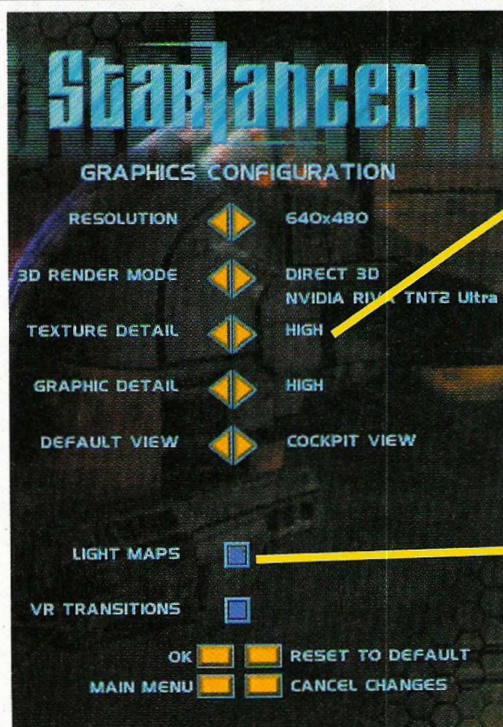 Starlancer
GRAPHICS CONFIGURATION
RESOLUTION 640x480
3D RENDER MODE DIRECT 3D
NVIDIA RIVA TNT2 Ultra
TEXTURE DETAIL HIGH
GRAPHIC DETAIL HIGH
DEFAULT VIEW COCKPIT VIEW
LIGHT MAPS
VR TRANSITIONS
OK RESET TO DEFAULT
MAIN MENU CANCEL CHANGES